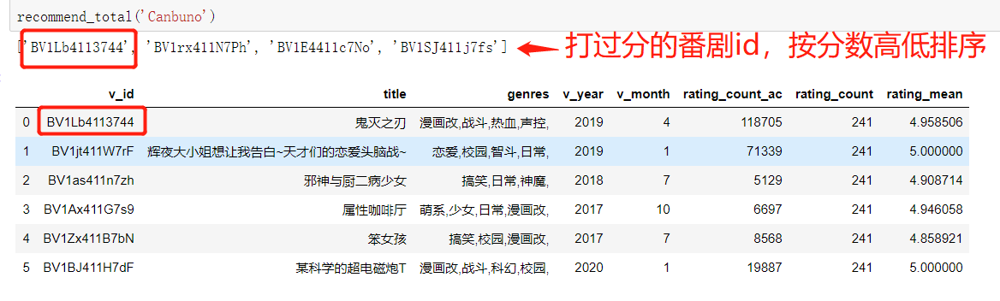 recommend_total('Canbuno')
['BV1Lb4113744', 'BV1rx411N7Ph', 'BV1E4411c7No', 'BV1SJ411j7fs'] 打过分的番剧id，按分数高低排序
v_id title genres v_year v_month rating_count_ac rating_count rating_mean
0 BV1Lb4113744 鬼灭之刃 漫画改,战斗,热血,声控, 2019 4 118705 241 4.958506
1 BV1jt411W7rF 辉夜大小姐想让我告白~天才们的恋爱头脑战~ 恋爱,校园,智斗,日常, 2019 1 71339 241 5.000000
2 BV1as411n7zh 邪神与厨二病少女 搞笑,日常,神魔, 2018 7 5129 241 4.908714
3 BV1Ax411G7s9 属性咖啡厅 萌系,少女,日常,漫画改, 2017 10 6697 241 4.946058
4 BV1Zx411B7bN 笨女孩 搞笑,校园,漫画改, 2017 7 8568 241 4.858921
5 BV1BJ411H7dF 某科学的超电磁炮T 漫画改,战斗,科幻,校园, 2020 1 19887 241 5.000000